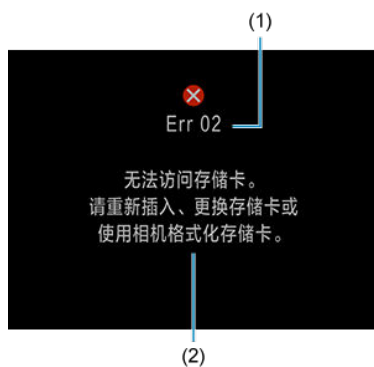 (1)
Err 02
无法访问存储卡。
请重新插入、更换存储卡或
使用相机格式化存储卡。
(2)